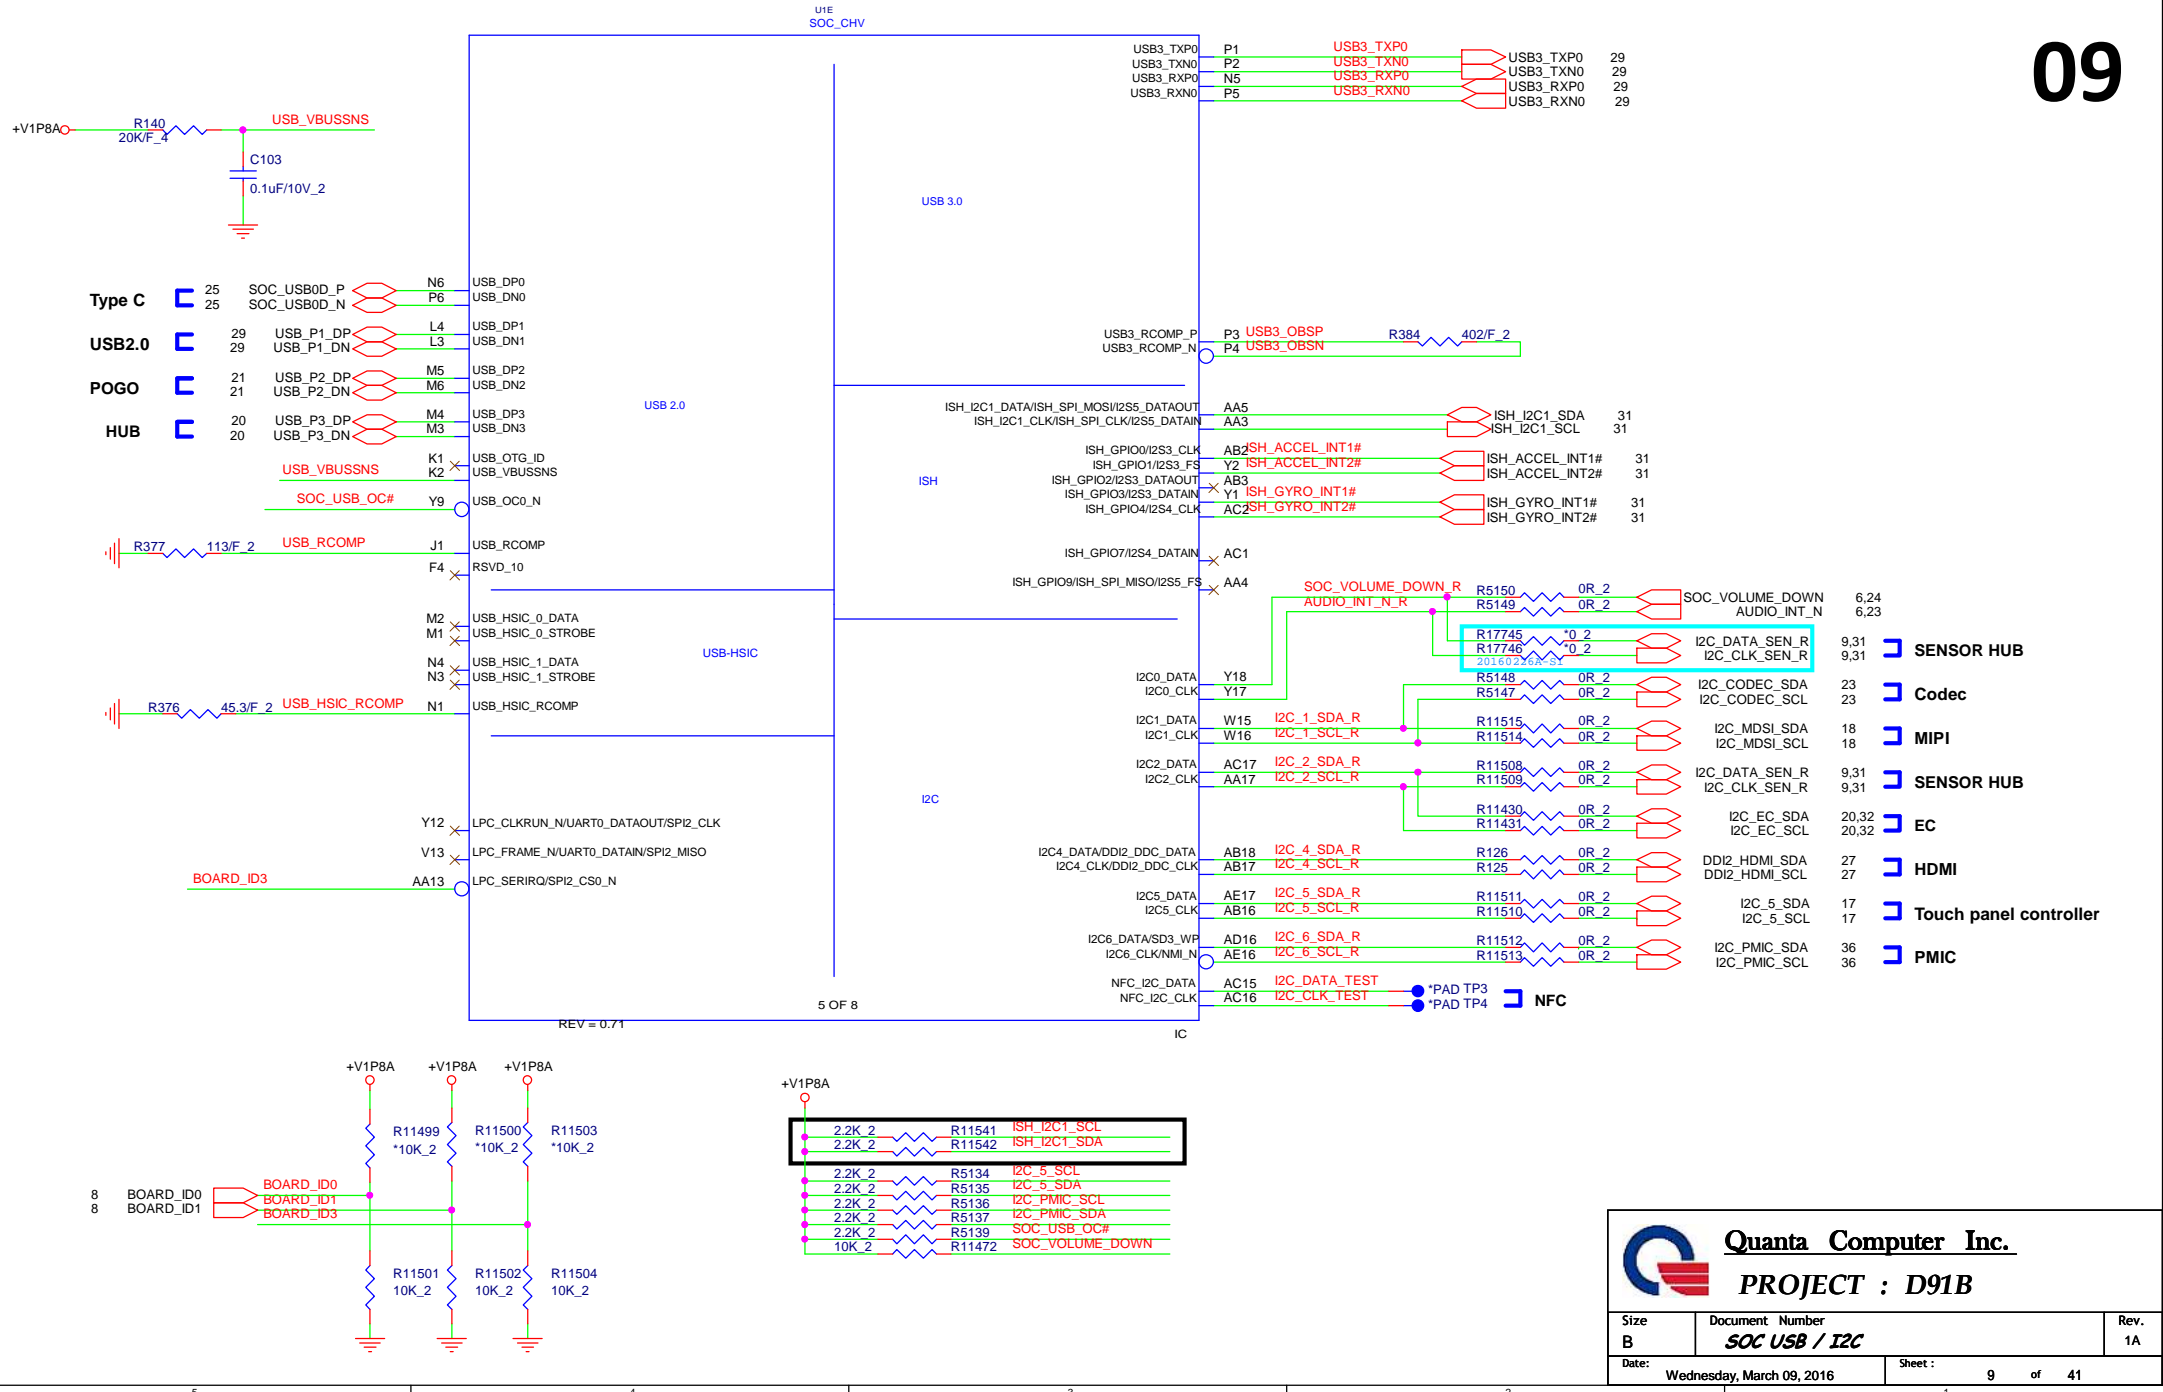 U1E
SOC_CHV
09
USB3_TXP0 P1 USB3_TXP0 USB3_TXP0 29
USB3_TXN0 P2 USB3_TXN0 USB3_TXN0 29
USB3_RXP0 N5 USB3_RXP0 USB3_RXP0 29
USB3_RXN0 P5 USB3_RXN0 USB3_RXN0 29
+V1P8A R140 20K/F_4 USB_VBUSSNS
C103
0.1uF/10V_2
USB 3.0
Type C
25 SOC_USB0D_P N6 USB_DP0
25 SOC_USB0D_N P6 USB_DN0
USB2.0
29 USB_P1_DP L4 USB_DP1
29 USB_P1_DN L3 USB_DN1
POGO
21 USB_P2_DP M5 USB_DP2
21 USB_P2_DN M6 USB_DN2
HUB
20 USB_P3_DP M4 USB_DP3
20 USB_P3_DN M3 USB_DN3
USB 2.0
K1 USB_OTG_ID
USB_VBUSSNS K2 USB_VBUSSNS
SOC_USB_OC# Y9 USB_OC0_N
R377 113/F_2 USB_RCOMP J1 USB_RCOMP
F4 RSVD_10
M2 USB_HSIC_0_DATA
M1 USB_HSIC_0_STROBE
N4 USB_HSIC_1_DATA
N3 USB_HSIC_1_STROBE
USB-HSIC
R376 45.3/F_2 USB_HSIC_RCOMP N1 USB_HSIC_RCOMP
Y12 LPC_CLKRUN_N/UART0_DATAOUT/SPI2_CLK
V13 LPC_FRAME_N/UART0_DATAIN/SPI2_MISO
BOARD_ID3 AA13 LPC_SERIRQ/SPI2_CS0_N
USB3_RCOMP_P P3 USB3_OBSP R384 402/F_2
USB3_RCOMP_N P4 USB3_OBSN
ISH_I2C1_DATA/ISH_SPI_MOSI/I2S5_DATAOUT AA5 ISH_I2C1_SDA 31
ISH_I2C1_CLK/ISH_SPI_CLK/I2S5_DATAIN AA3 ISH_I2C1_SCL 31
ISH_GPIO0/I2S3_CLK AB2 ISH_ACCEL_INT1# ISH_ACCEL_INT1# 31
ISH_GPIO1/I2S3_FS Y2 ISH_ACCEL_INT2# ISH_ACCEL_INT2# 31
ISH
ISH_GPIO2/I2S3_DATAOUT AB3
ISH_GPIO3/I2S3_DATAIN Y1 ISH_GYRO_INT1# ISH_GYRO_INT1# 31
ISH_GPIO4/I2S4_CLK AC2 ISH_GYRO_INT2# ISH_GYRO_INT2# 31
ISH_GPIO7/I2S4_DATAIN AC1
ISH_GPIO9/ISH_SPI_MISO/I2S5_FS AA4
SOC_VOLUME_DOWN_R R5150 0R_2 SOC_VOLUME_DOWN 6,24
AUDIO_INT_N_R R5149 0R_2 AUDIO_INT_N 6,23
R17745 *0_2 I2C_DATA_SEN_R 9,31
R17746 *0_2 I2C_CLK_SEN_R 9,31
SENSOR HUB
20160226A-S1
I2C0_DATA Y18
I2C0_CLK Y17
R5148 0R_2 I2C_CODEC_SDA 23
R5147 0R_2 I2C_CODEC_SCL 23
Codec
I2C1_DATA W15 I2C_1_SDA_R R11515 0R_2 I2C_MDSI_SDA 18
I2C1_CLK W16 I2C_1_SCL_R R11514 0R_2 I2C_MDSI_SCL 18
MIPI
I2C2_DATA AC17 I2C_2_SDA_R R11508 0R_2 I2C_DATA_SEN_R 9,31
I2C2_CLK AA17 I2C_2_SCL_R R11509 0R_2 I2C_CLK_SEN_R 9,31
SENSOR HUB
I2C
R11430 0R_2 I2C_EC_SDA 20,32
R11431 0R_2 I2C_EC_SCL 20,32
EC
I2C4_DATA/DDI2_DDC_DATA AB18 I2C_4_SDA_R R126 0R_2 DDI2_HDMI_SDA 27
I2C4_CLK/DDI2_DDC_CLK AB17 I2C_4_SCL_R R125 0R_2 DDI2_HDMI_SCL 27
HDMI
I2C5_DATA AE17 I2C_5_SDA_R R11511 0R_2 I2C_5_SDA 17
I2C5_CLK AB16 I2C_5_SCL_R R11510 0R_2 I2C_5_SCL 17
Touch panel controller
I2C6_DATA/SD3_WP AD16 I2C_6_SDA_R R11512 0R_2 I2C_PMIC_SDA 36
I2C6_CLK/NMI_N AE16 I2C_6_SCL_R R11513 0R_2 I2C_PMIC_SCL 36
PMIC
NFC_I2C_DATA AC15 I2C_DATA_TEST *PAD TP3
NFC_I2C_CLK AC16 I2C_CLK_TEST *PAD TP4
NFC
5 OF 8
REV = 0.71
IC
+V1P8A +V1P8A +V1P8A
R11499 R11500 R11503
*10K_2 *10K_2 *10K_2
8 BOARD_ID0 BOARD_ID0
8 BOARD_ID1 BOARD_ID1
BOARD_ID3
R11501 R11502 R11504
10K_2 10K_2 10K_2
+V1P8A
2.2K_2 R11541 ISH_I2C1_SCL
2.2K_2 R11542 ISH_I2C1_SDA
2.2K_2 R5134 I2C_5_SCL
2.2K_2 R5135 I2C_5_SDA
2.2K_2 R5136 I2C_PMIC_SCL
2.2K_2 R5137 I2C_PMIC_SDA
2.2K_2 R5139 SOC_USB_OC#
10K_2 R11472 SOC_VOLUME_DOWN
Quanta Computer Inc.
PROJECT : D91B
Size Document Number Rev.
B SOC USB / I2C 1A
Date: Wednesday, March 09, 2016 Sheet : 9 of 41
5 4 3 2 1